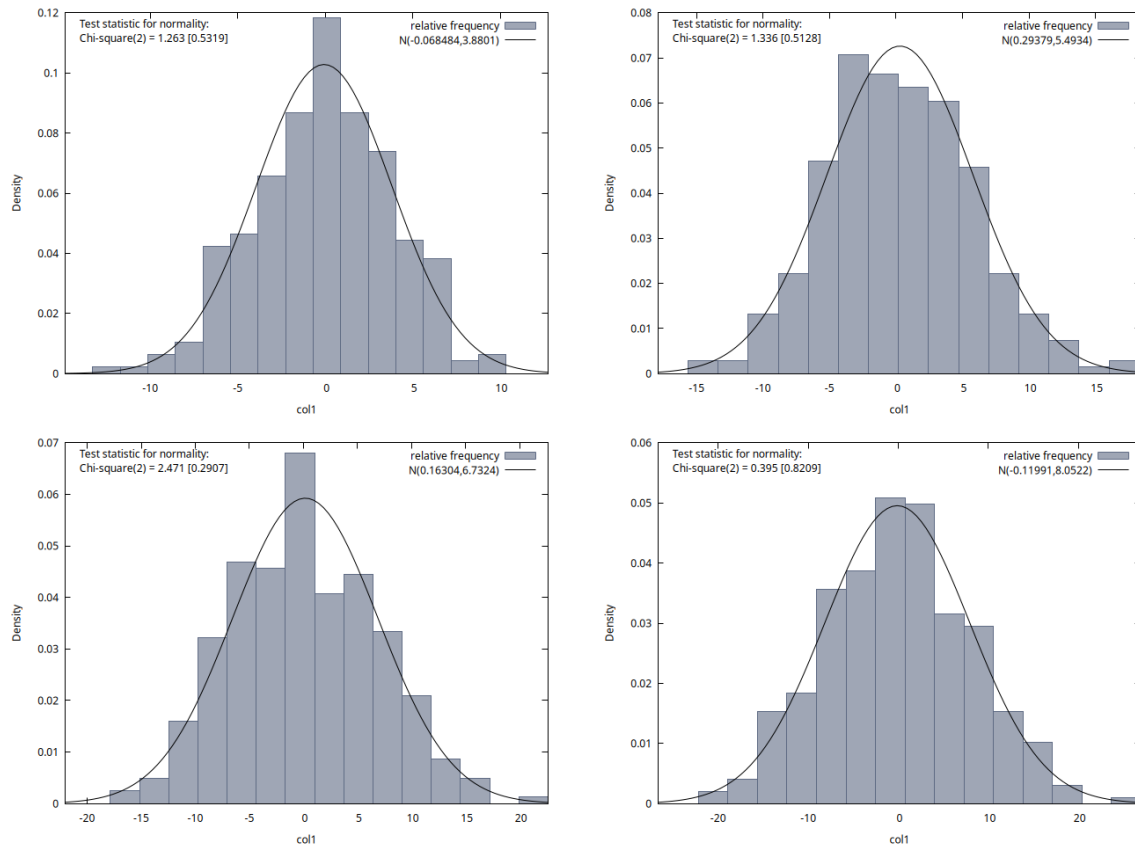 Test statistic for normality:
Chi-square(2) = 1.263 [0.5319]
relative frequency
N(-0.068484,3.8801)
0.12
0.1
0.08
0.06
0.04
0.02
0
Density
-10
-5
0
5
10
col1
Test statistic for normality:
Chi-square(2) = 1.336 [0.5128]
relative frequency
N(0.29379,5.4934)
0.08
0.07
0.06
0.05
0.04
0.03
0.02
0.01
0
Density
-15
-10
-5
0
5
10
15
col1
Test statistic for normality:
Chi-square(2) = 2.471 [0.2907]
relative frequency
N(0.16304,6.7324)
0.07
0.06
0.05
0.04
0.03
0.02
0.01
0
Density
-20
-15
-10
-5
0
5
10
15
20
col1
Test statistic for normality:
Chi-square(2) = 0.395 [0.8209]
relative frequency
N(-0.11991,8.0522)
0.06
0.05
0.04
0.03
0.02
0.01
0
Density
-20
-10
0
10
20
col1